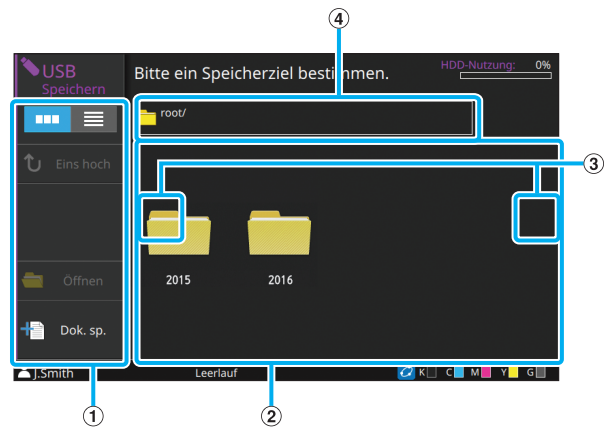 ④
USB
Speichern
Bitte ein Speicherziel bestimmen.
HDD-Nutzung: 0%
root/
③
Eins hoch
2015 2016
Öffnen
Dok. sp.
J.Smith
Leerlauf
K C M Y G
① ②